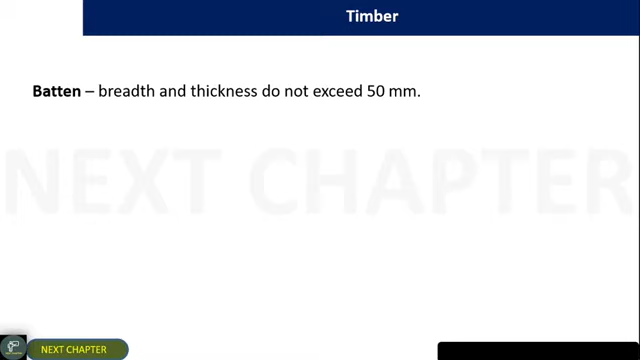 Timber
Batten – breadth and thickness do not exceed 50 mm.
NEXT CHAPTER
NEXT CHAPTER